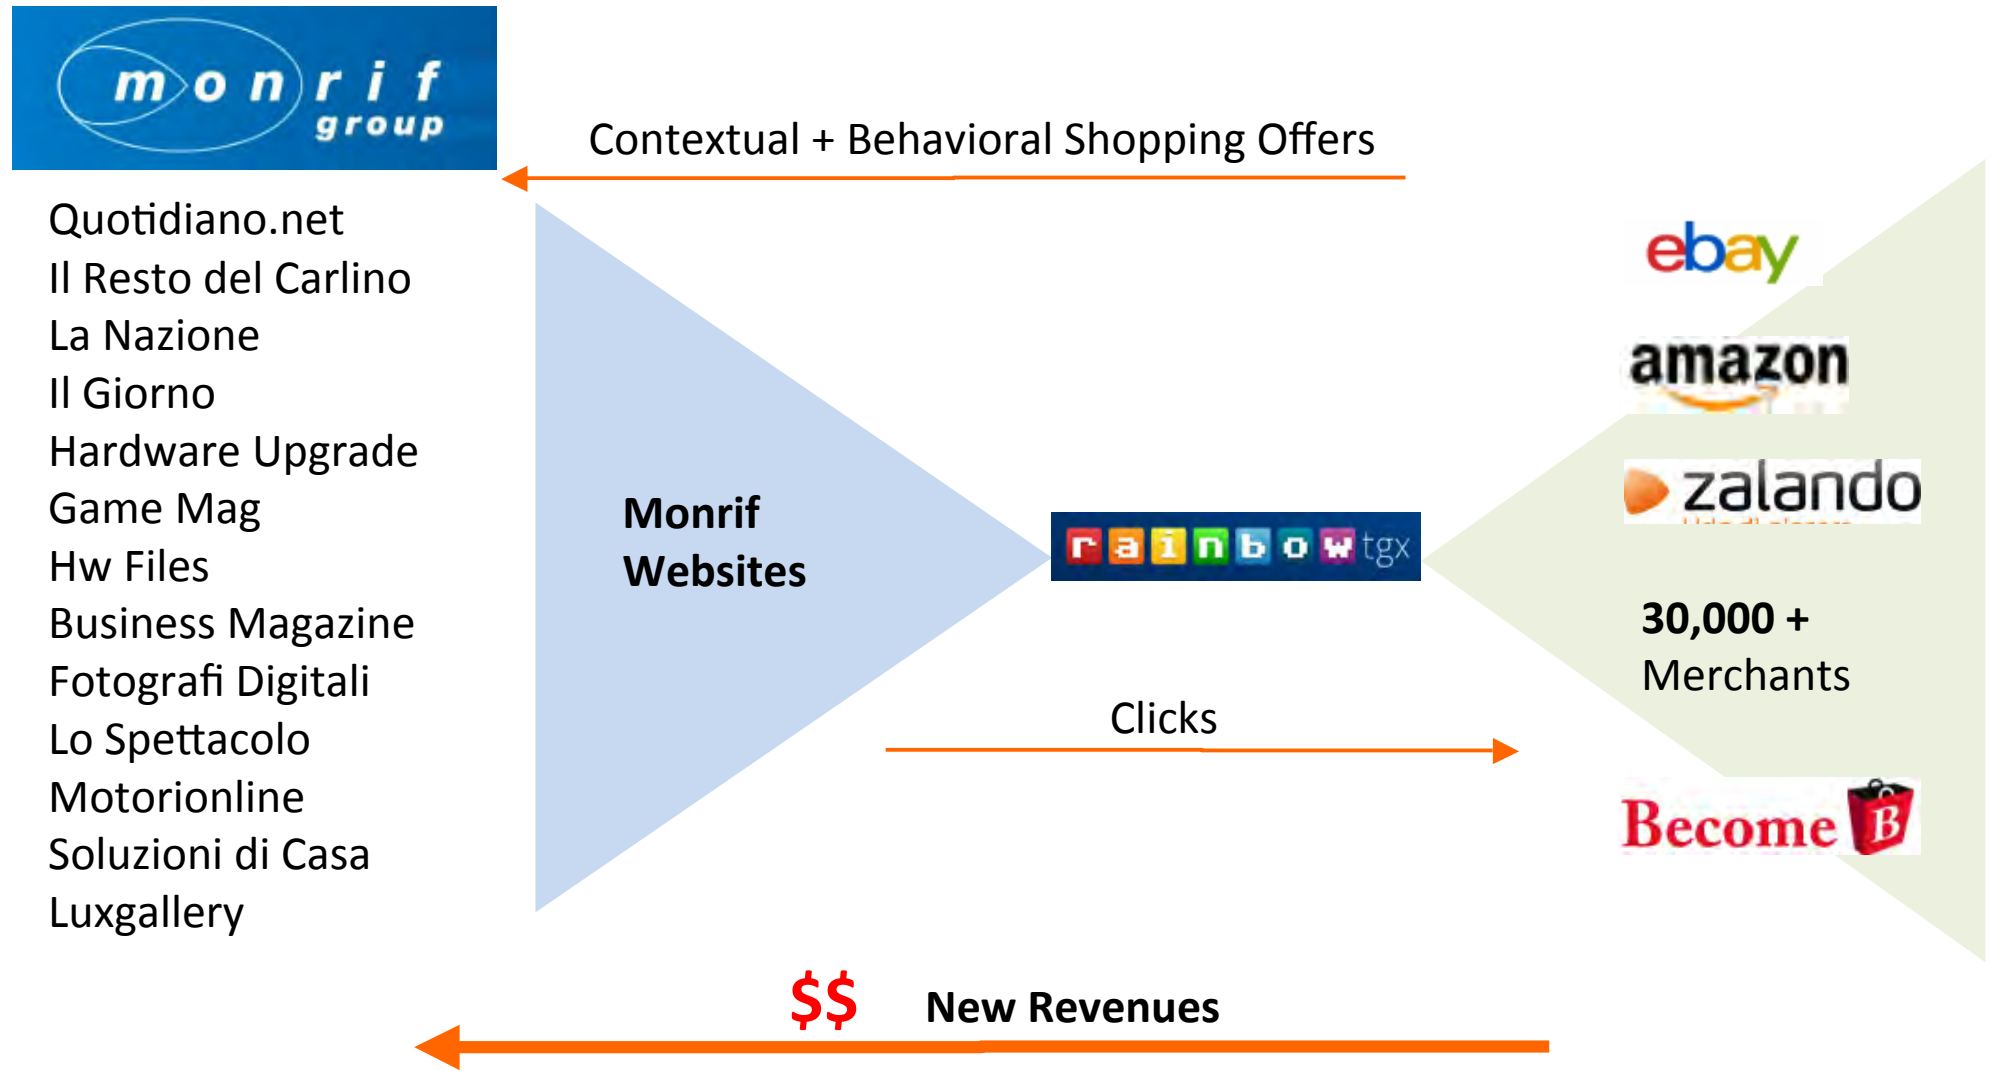 monrif
group
Contextual + Behavioral Shopping Offers
Quotidiano.net
Il Resto del Carlino
La Nazione
Il Giorno
Hardware Upgrade
Game Mag
Hw Files
Business Magazine
Fotografi Digitali
Lo Spettacolo
Motorionline
Soluzioni di Casa
Luxgallery
Monrif
Websites
rainbowtgx
ebay
amazon
zalando
30,000 +
Merchants
Clicks
Become B
$$ New Revenues